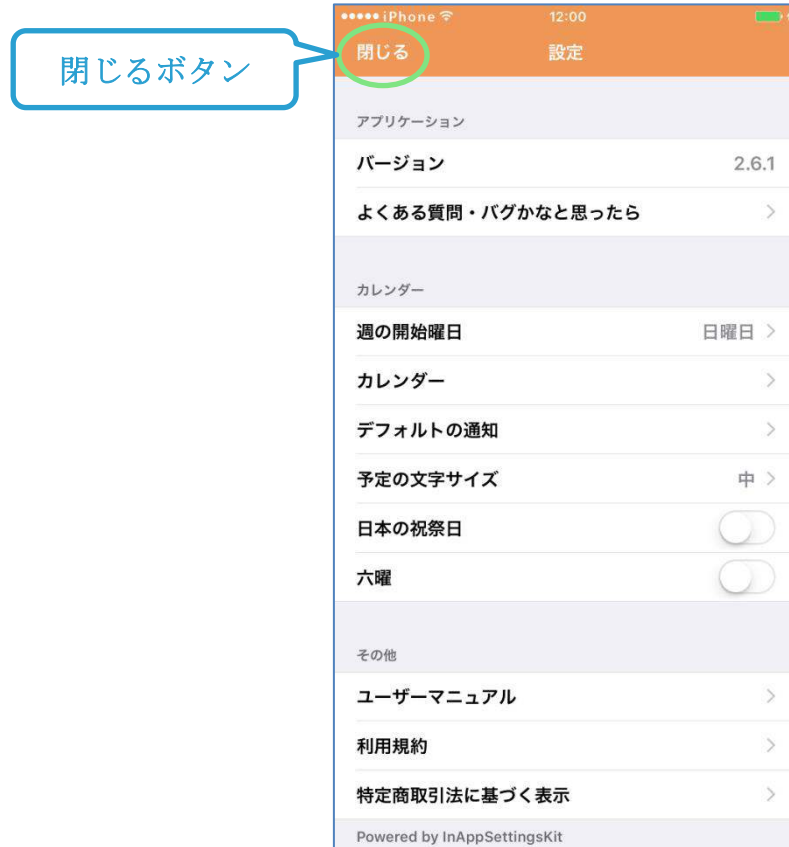 ●●●●● iPhone 12:00
閉じるボタン
閉じる 設定
アプリケーション
バージョン 2.6.1
よくある質問・バグかなと思ったら
カレンダー
週の開始曜日 日曜日
カレンダー
デフォルトの通知
予定の文字サイズ 中
日本の祝祭日
六曜
その他
ユーザーマニュアル
利用規約
特定商取引法に基づく表示
Powered by InAppSettingsKit